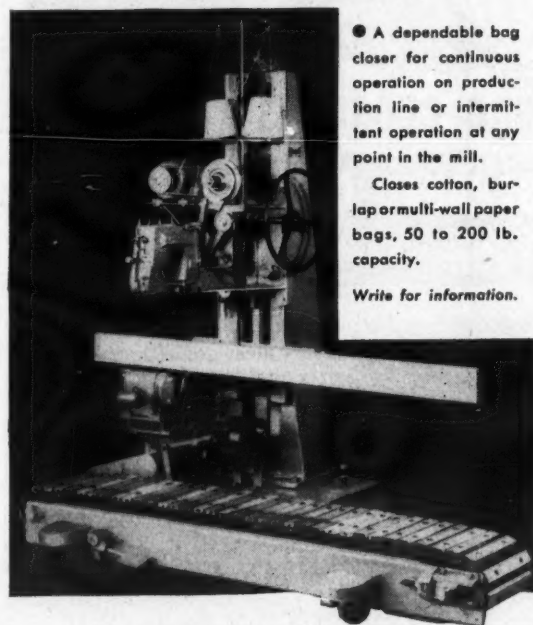 ● A dependable bag
closer for continuous
operation on produc-
tion line or intermit-
tent operation at any
point in the mill.
Closes cotton, bur-
lap or multi-wall paper
bags, 50 to 200 lb.
capacity.
Write for information.